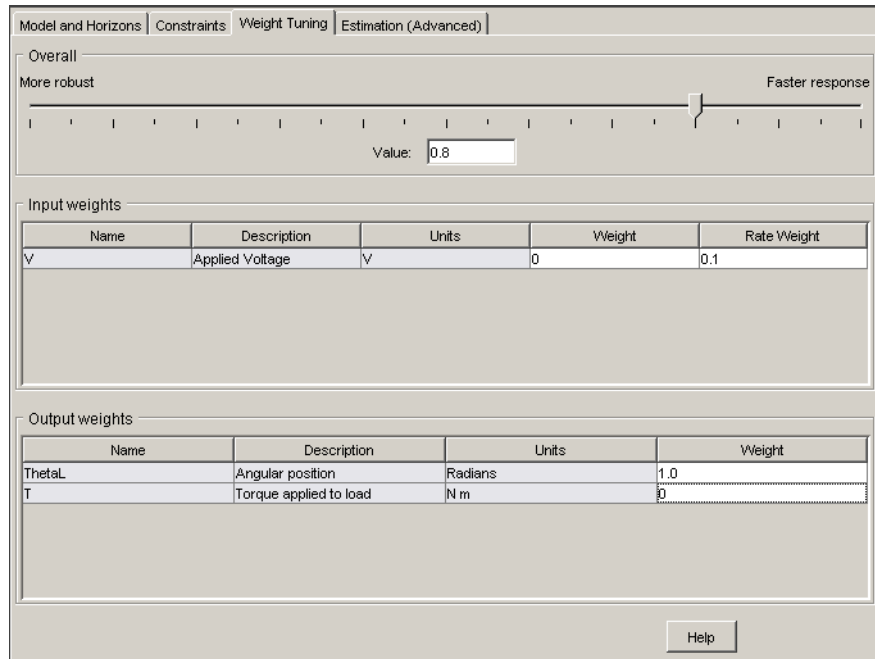 Model and Horizons Constraints Weight Tuning Estimation (Advanced)
Overall
More robust Faster response
Value: 0.8
Input weights
Name Description Units Weight Rate Weight
V Applied Voltage V 0 0.1
Output weights
Name Description Units Weight
ThetaL Angular position Radians 1.0
T Torque applied to load N m 0
Help